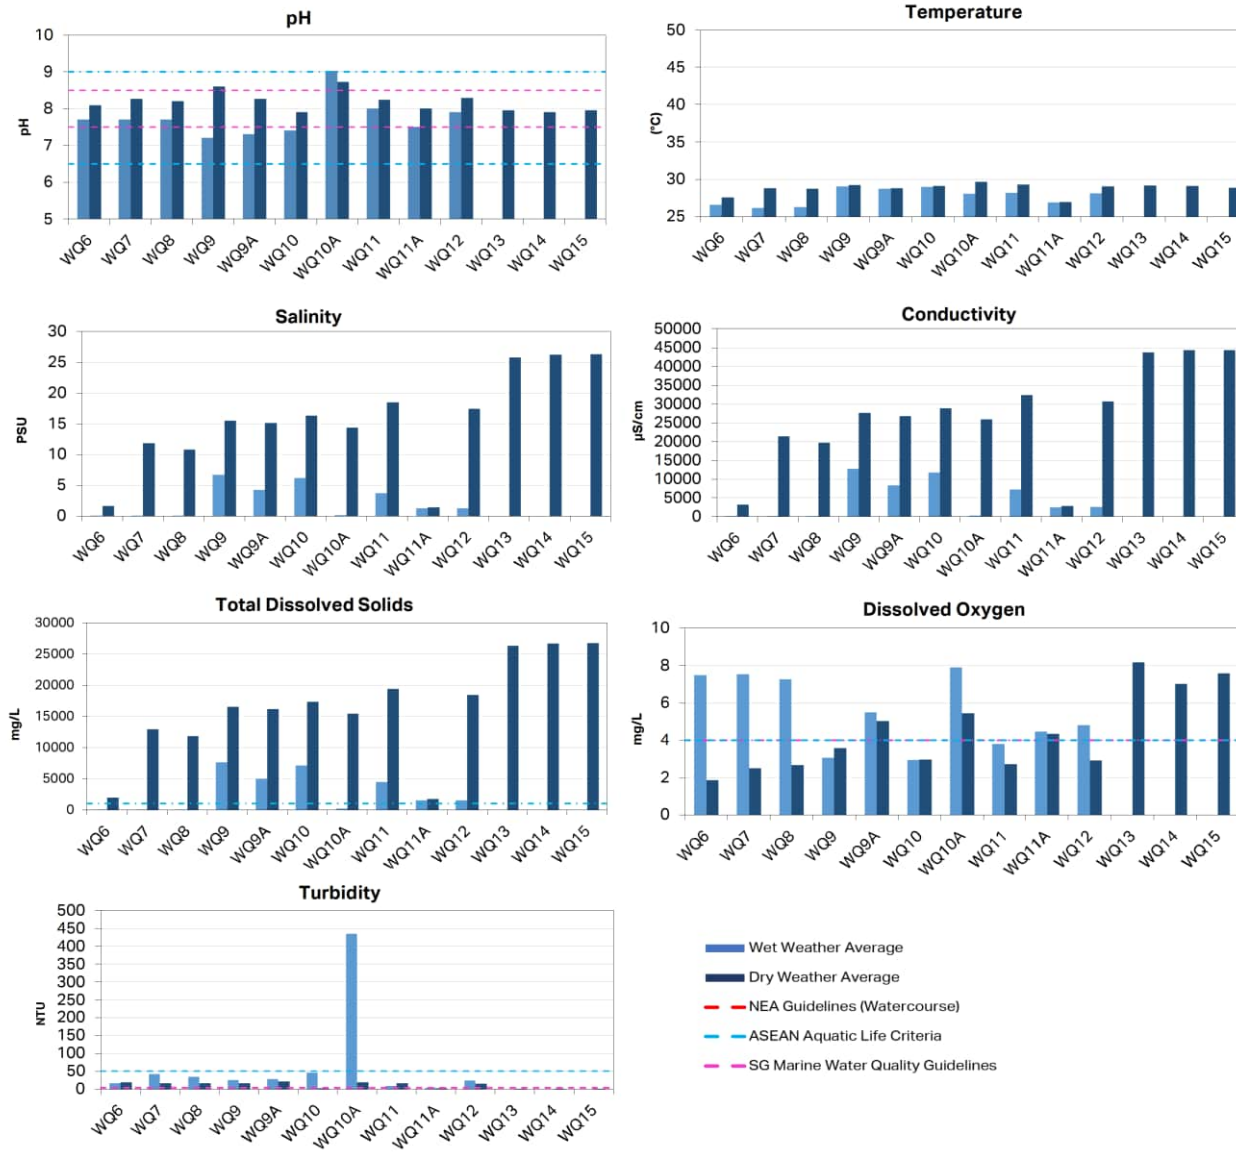 pH
10
9
8
7
6
5
pH
WQ6 WQ7 WQ8 WQ9 WQ9A WQ10 WQ10A WQ11 WQ11A WQ12 WQ13 WQ14 WQ15
Temperature
50
45
40
35
30
25
(°C)
WQ6 WQ7 WQ8 WQ9 WQ9A WQ10 WQ10A WQ11 WQ11A WQ12 WQ13 WQ14 WQ15
Salinity
30
25
20
15
10
5
0
PSU
WQ6 WQ7 WQ8 WQ9 WQ9A WQ10 WQ10A WQ11 WQ11A WQ12 WQ13 WQ14 WQ15
Conductivity
50000
45000
40000
35000
30000
25000
20000
15000
10000
5000
0
µS/cm
WQ6 WQ7 WQ8 WQ9 WQ9A WQ10 WQ10A WQ11 WQ11A WQ12 WQ13 WQ14 WQ15
Total Dissolved Solids
30000
25000
20000
15000
10000
5000
0
mg/L
WQ6 WQ7 WQ8 WQ9 WQ9A WQ10 WQ10A WQ11 WQ11A WQ12 WQ13 WQ14 WQ15
Dissolved Oxygen
10
8
6
4
2
0
mg/L
WQ6 WQ7 WQ8 WQ9 WQ9A WQ10 WQ10A WQ11 WQ11A WQ12 WQ13 WQ14 WQ15
Turbidity
500
450
400
350
300
250
200
150
100
50
0
NTU
WQ6 WQ7 WQ8 WQ9 WQ9A WQ10 WQ10A WQ11 WQ11A WQ12 WQ13 WQ14 WQ15
Wet Weather Average
Dry Weather Average
NEA Guidelines (Watercourse)
ASEAN Aquatic Life Criteria
SG Marine Water Quality Guidelines